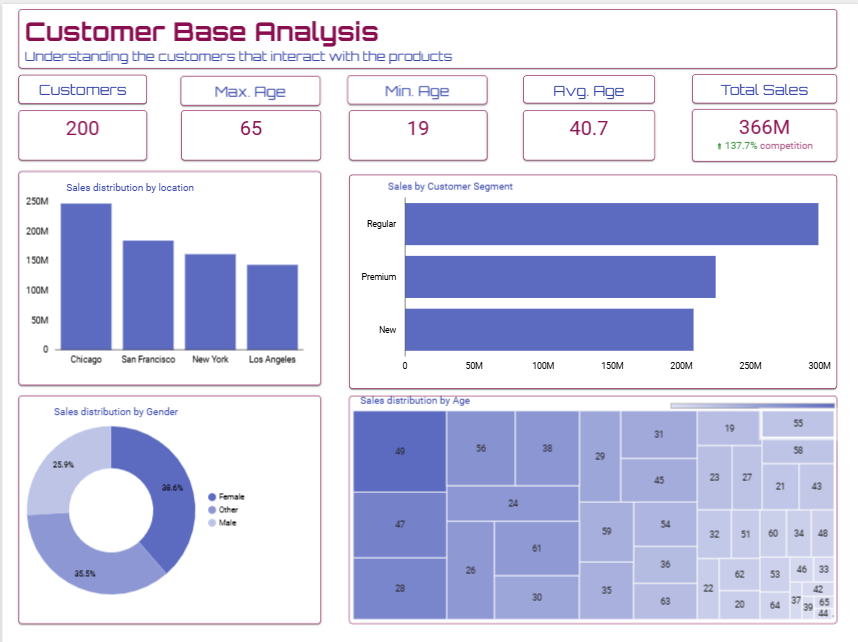 Customer Base Analysis
Understanding the customers that interact with the products
Customers
Max. Age
Min. Age
Avg. Age
Total Sales
200
65
19
40.7
366M
137.7% competition
Sales distribution by location
250M
200M
150M
100M
50M
0
Chicago San Francisco New York Los Angeles
Sales by Customer Segment
Regular
Premium
New
0 50M 100M 150M 200M 250M 300M
Sales distribution by Gender
25.9%
38.6%
35.5%
Female
Other
Male
Sales distribution by Age
49 56 38 29 31 19 55
58
45 23 27 21 43
24
47 61 59 54 32 51 60 34 48
28 26 30 35 36 63 22 62 20 53 64 46 33
42
37 39 65
44